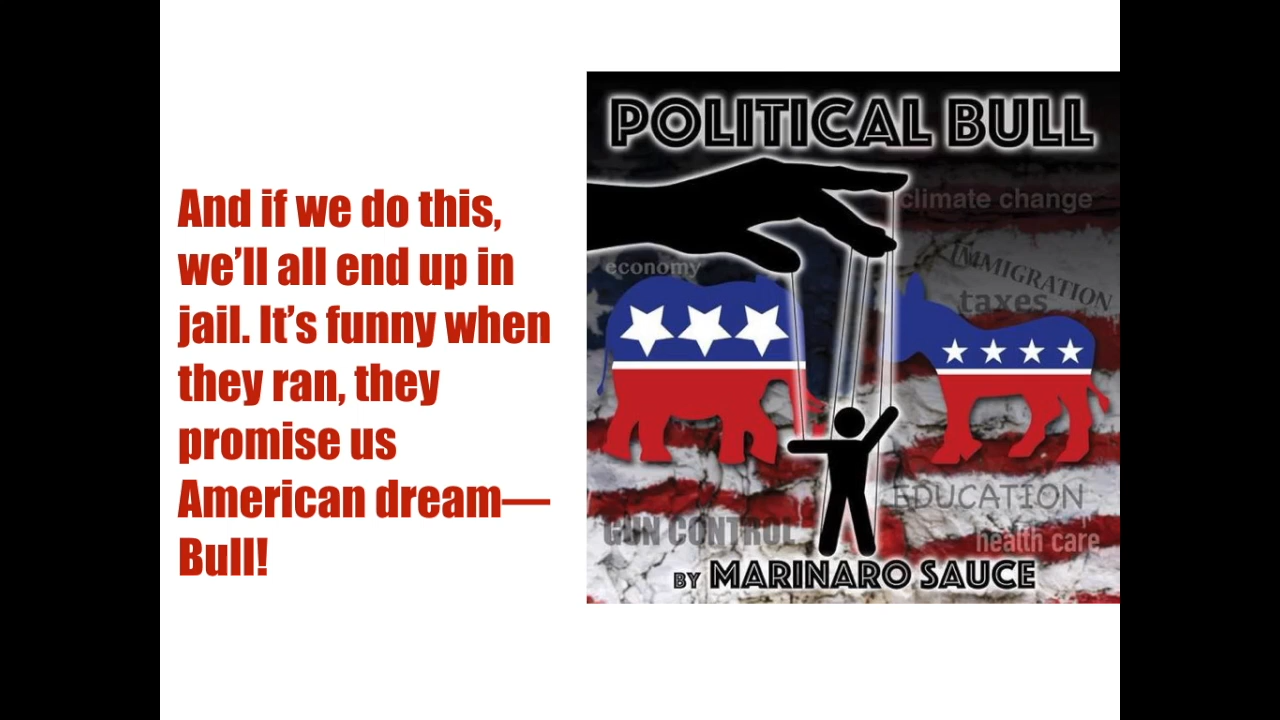 And if we do this,
we’ll all end up in
jail. It’s funny when
they ran, they
promise us
American dream—
Bull!
POLITICAL BULL
climate change
economy
IMMIGRATION
taxes
EDUCATION
GUN CONTROL
health care
BY MARINARO SAUCE